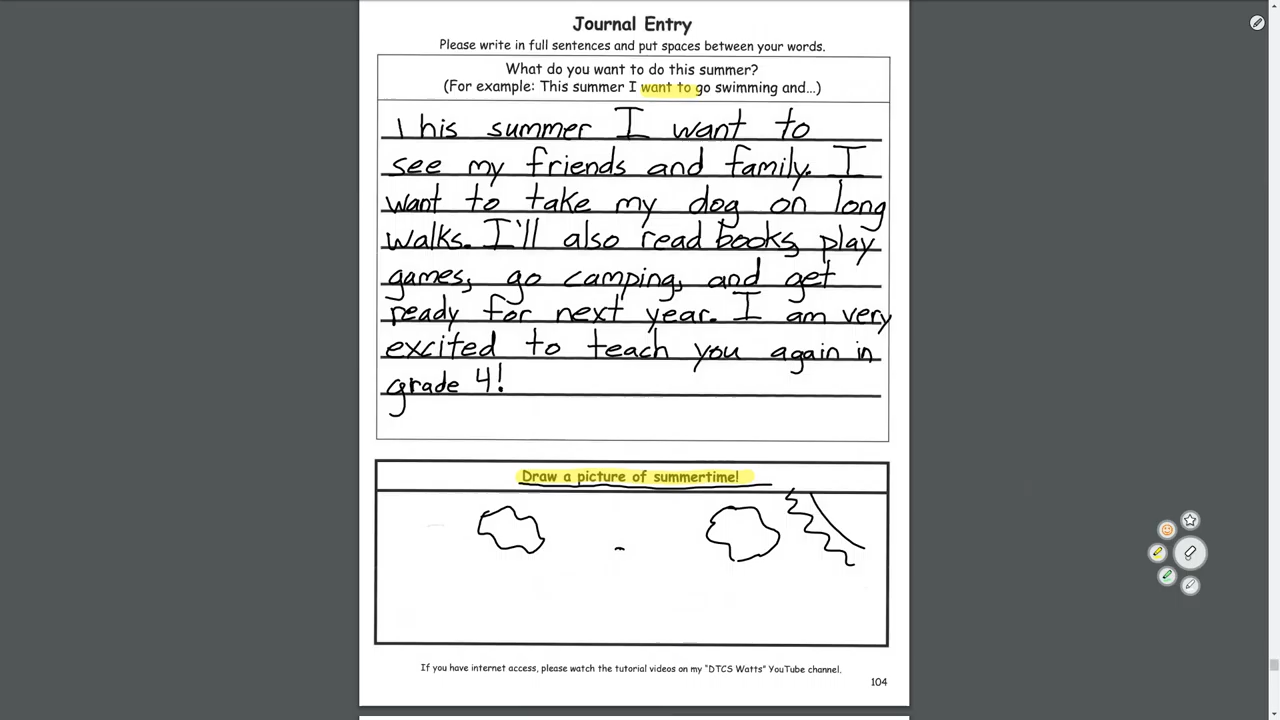 Journal Entry
Please write in full sentences and put spaces between your words.
What do you want to do this summer?
(For example: This summer I want to go swimming and...)
This summer I want to
see my friends and family. I
want to take my dog on long
walks. I'll also read books, play
games, go camping, and get
ready for next year. I am very
excited to teach you again in
grade 4!
Draw a picture of summertime!
If you have internet access, please watch the tutorial videos on my "DTCS Watts" YouTube channel.
104